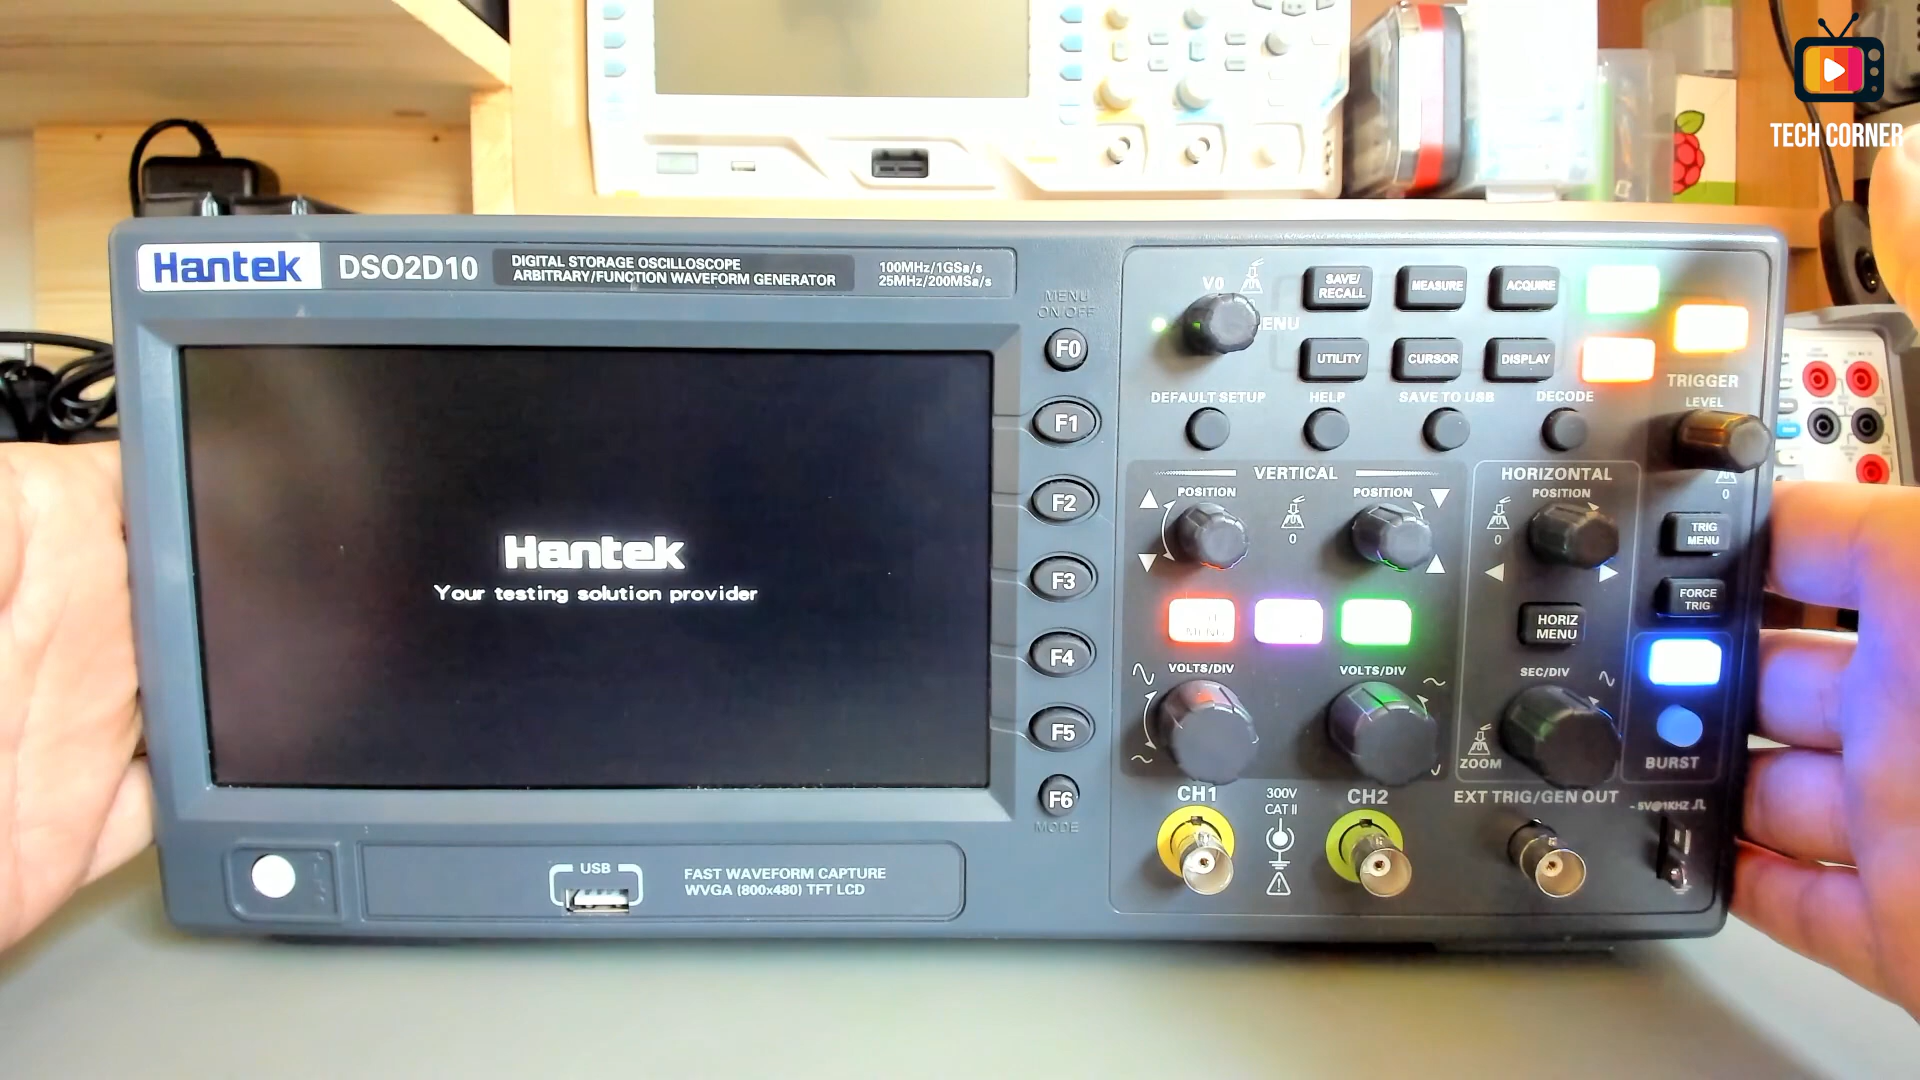 TECH CORNER
Hantek
DSO2D10
DIGITAL STORAGE OSCILLOSCOPE
ARBITRARY/FUNCTION WAVEFORM GENERATOR
100MHz/1GSa/s
25MHz/200MSa/s
MENU
ON/OFF
F0
F1
F2
F3
F4
F5
F6
MODE
Hantek
Your testing solution provider
USB
FAST WAVEFORM CAPTURE
WVGA (800x480) TFT LCD
V0
MENU
SAVE/
RECALL
MEASURE
ACQUIRE
UTILITY
CURSOR
DISPLAY
DEFAULT SETUP
HELP
SAVE TO USB
DECODE
TRIGGER
LEVEL
0
TRIG
MENU
FORCE
TRIG
VERTICAL
POSITION
0
POSITION
MENU
VOLTS/DIV
VOLTS/DIV
HORIZONTAL
POSITION
0
HORIZ
MENU
SEC/DIV
ZOOM
BURST
CH1
300V
CAT II
CH2
EXT TRIG/GEN OUT
~5V@1KHZ